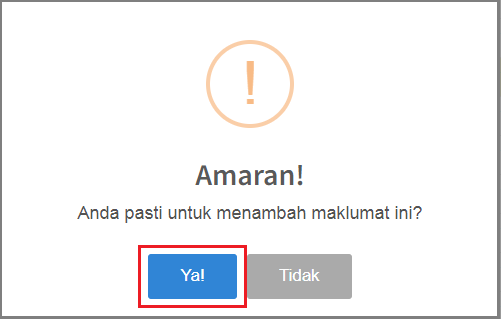 Amaran!
Anda pasti untuk menambah maklumat ini?
Ya! Tidak